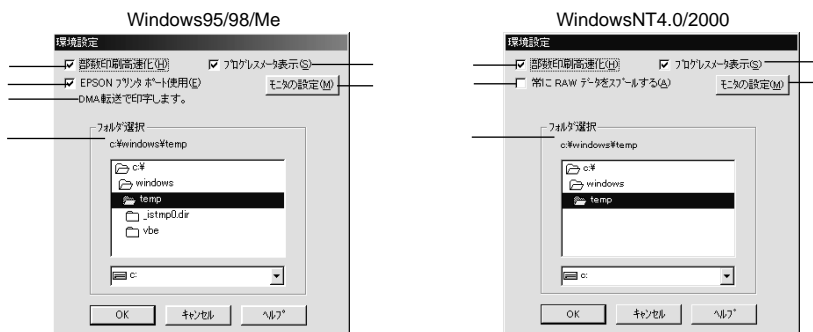 Windows95/98/Me
環境設定
部数印刷高速化(H)
プログレスメータ表示(S)
EPSON プリンタ ポート使用(E)
モニタの設定(M)
DMA転送で印字します。
フォルダ選択
c:¥windows¥temp
c:¥
windows
temp
_istmp0.dir
vbe
c:
OK
キャンセル
ヘルプ
WindowsNT4.0/2000
環境設定
部数印刷高速化(H)
プログレスメータ表示(S)
常に RAW データをスプールする(A)
モニタの設定(M)
フォルダ選択
c:¥windows¥temp
c:¥
windows
temp
c:
OK
キャンセル
ヘルプ